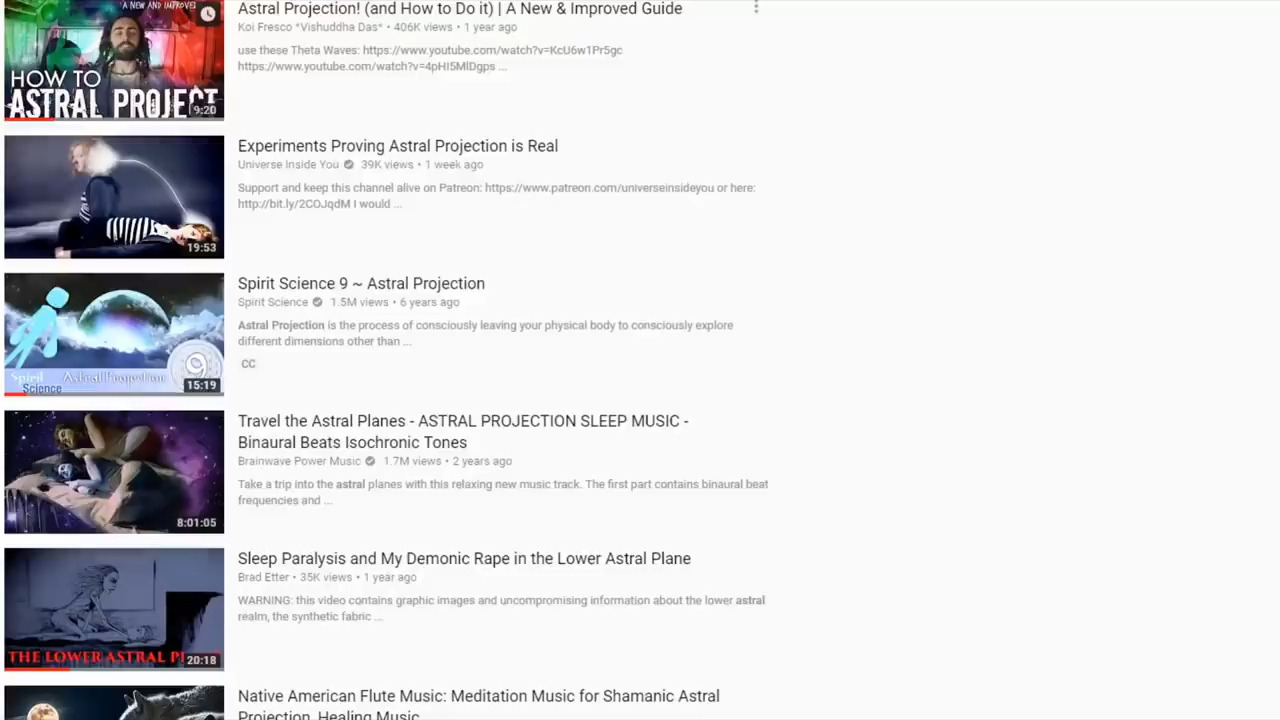 'A NEW AND IMPROVED
HOW TO
ASTRAL PROJECT
9:20
Astral Projection! (and How to Do it) | A New & Improved Guide
Koi Fresco *Vishuddha Das* • 406K views • 1 year ago
use these Theta Waves: https://www.youtube.com/watch?v=KcU6w1Pr5gc
https://www.youtube.com/watch?v=4pHI5MlDgps ...
19:53
Experiments Proving Astral Projection is Real
Universe Inside You 39K views • 1 week ago
Support and keep this channel alive on Patreon: https://www.patreon.com/universeinsideyou or here:
http://bit.ly/2COJqdM I would ...
9
Spirit Astral Projection
Science
15:19
Spirit Science 9 ~ Astral Projection
Spirit Science 1.5M views • 6 years ago
Astral Projection is the process of consciously leaving your physical body to consciously explore
different dimensions other than ...
CC
8:01:05
Travel the Astral Planes - ASTRAL PROJECTION SLEEP MUSIC -
Binaural Beats Isochronic Tones
Brainwave Power Music 1.7M views • 2 years ago
Take a trip into the astral planes with this relaxing new music track. The first part contains binaural beat
frequencies and ...
THE LOWER ASTRAL
20:18
Sleep Paralysis and My Demonic Rape in the Lower Astral Plane
Brad Etter • 35K views • 1 year ago
WARNING: this video contains graphic images and uncompromising information about the lower astral
realm, the synthetic fabric ...
Native American Flute Music: Meditation Music for Shamanic Astral
Projection, Healing Music